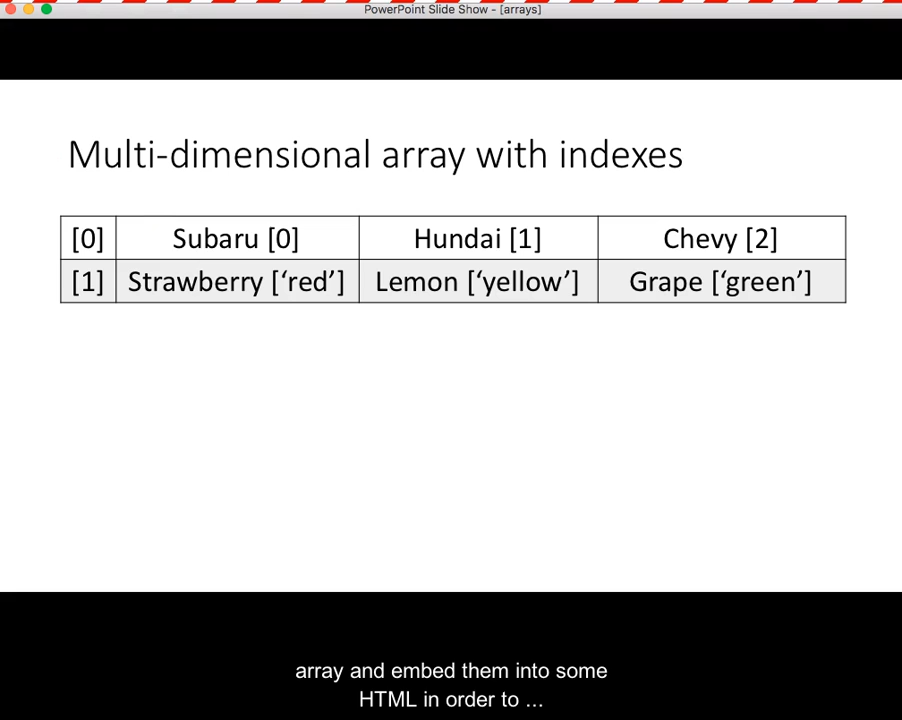 PowerPoint Slide Show - [arrays]
Multi-dimensional array with indexes
[0] Subaru [0] Hundai [1] Chevy [2]
[1] Strawberry [‘red’] Lemon [‘yellow’] Grape [‘green’]
array and embed them into some
HTML in order to ...